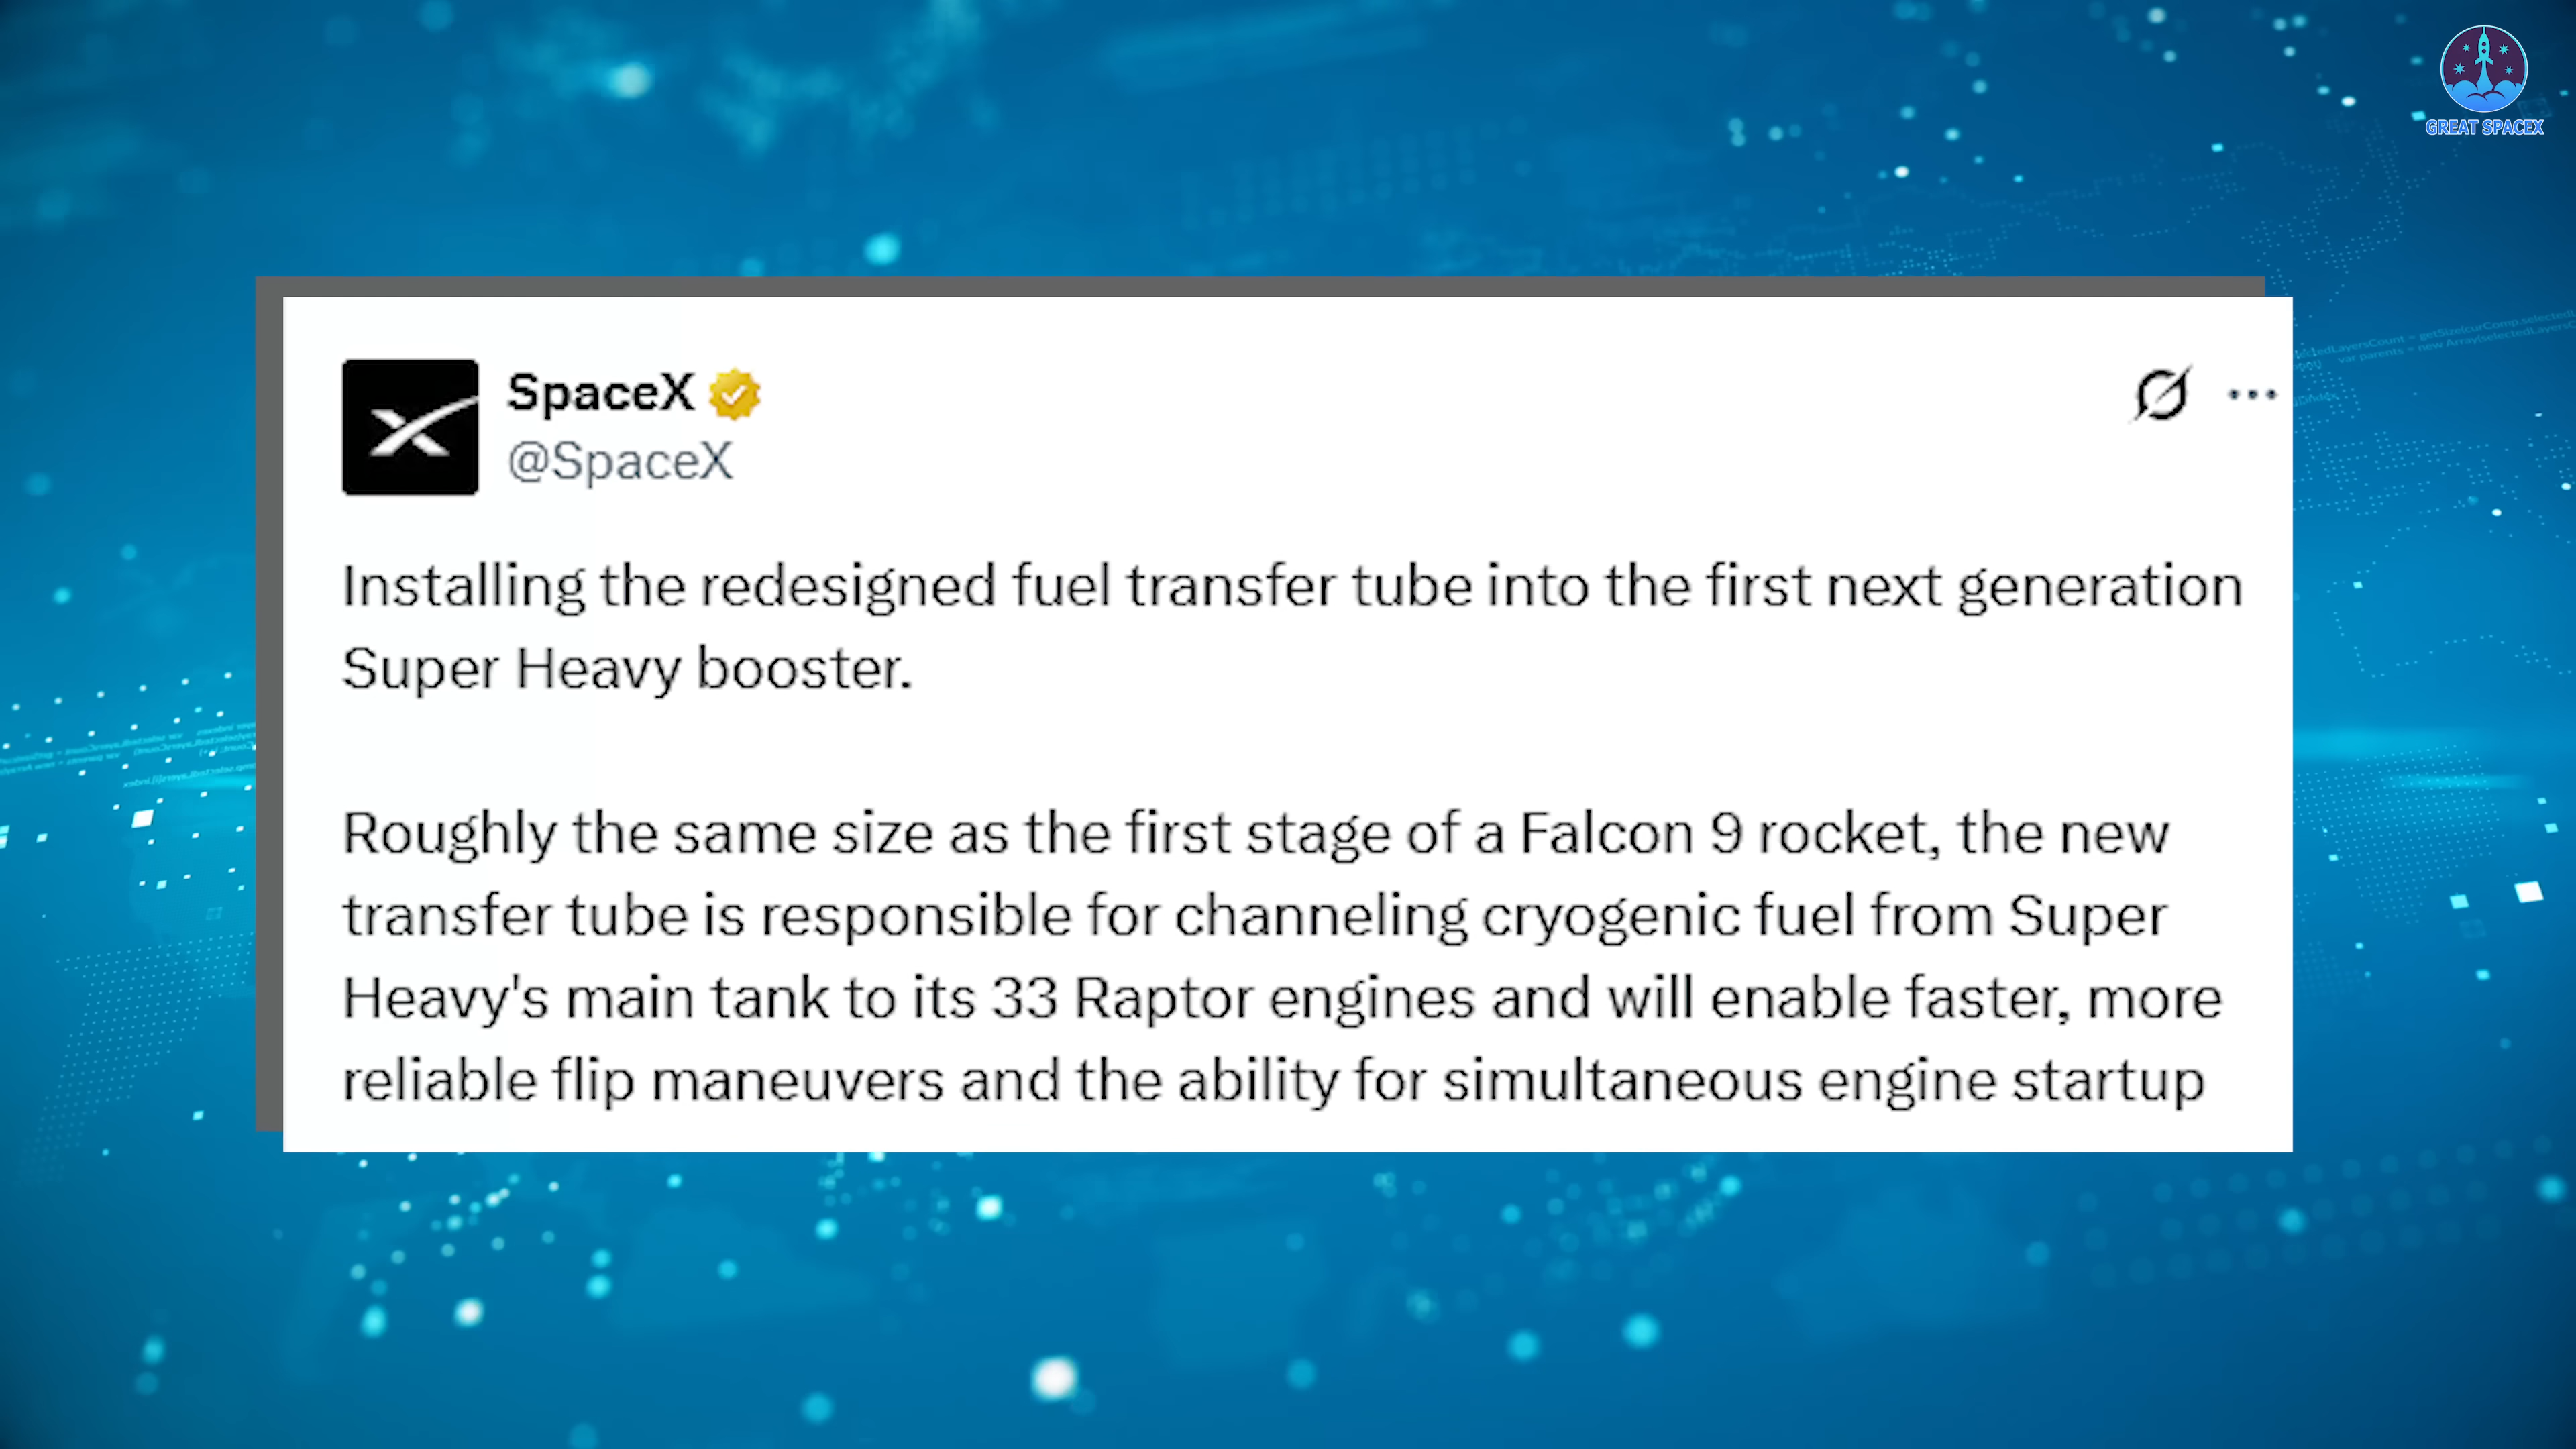 GREAT SPACEX
SpaceX
@SpaceX
Installing the redesigned fuel transfer tube into the first next generation
Super Heavy booster.
Roughly the same size as the first stage of a Falcon 9 rocket, the new
transfer tube is responsible for channeling cryogenic fuel from Super
Heavy's main tank to its 33 Raptor engines and will enable faster, more
reliable flip maneuvers and the ability for simultaneous engine startup